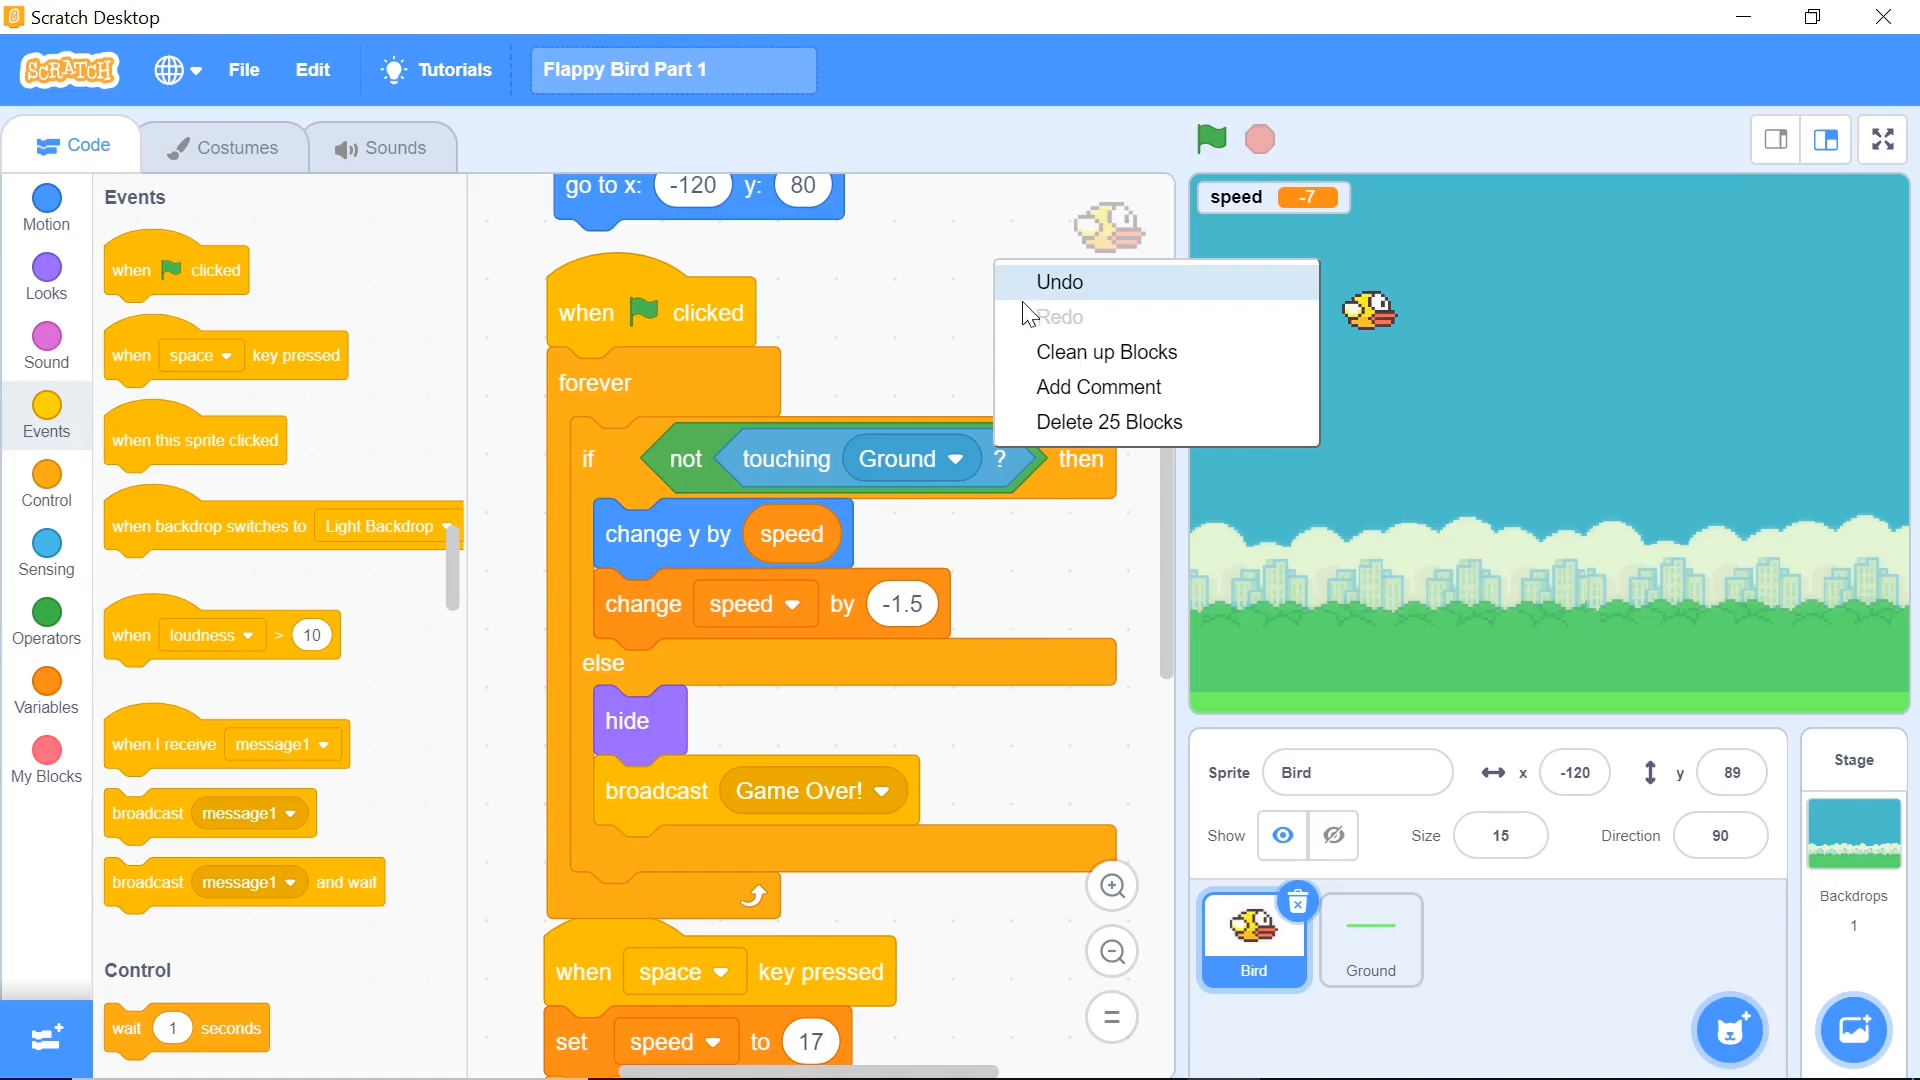 Scratch Desktop
SCRATCH File Edit Tutorials Flappy Bird Part 1
Code Costumes Sounds
Motion
Looks
Sound
Events
Control
Sensing
Operators
Variables
My Blocks
Events
when clicked
when space key pressed
when this sprite clicked
when backdrop switches to Light Backdrop
when loudness > 10
when I receive message1
broadcast message1
broadcast message1 and wait
Control
wait 1 seconds
go to x: -120 y: 80
when clicked
forever
if not touching Ground ? then
change y by speed
change speed by -1.5
else
hide
broadcast Game Over!
when space key pressed
set speed to 17
Undo
Redo
Clean up Blocks
Add Comment
Delete 25 Blocks
speed -7
Sprite Bird x -120 y 89
Show Size 15 Direction 90
Bird
Ground
Stage
Backdrops
1